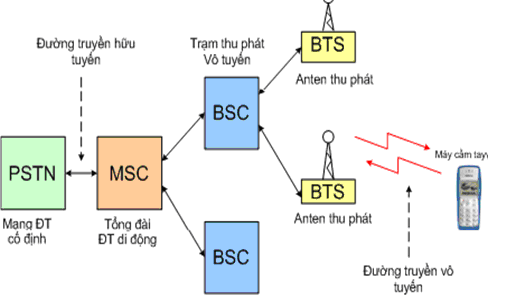 Đường truyền hữu
tuyến
Trạm thu phát
Vô tuyến
BTS
Anten thu phát
BSC
PSTN
MSC
BTS
Máy cầm tay
Mạng ĐT
cố định
Tổng đài
ĐT di động
Anten thu phát
BSC
Đường truyền vô
tuyến